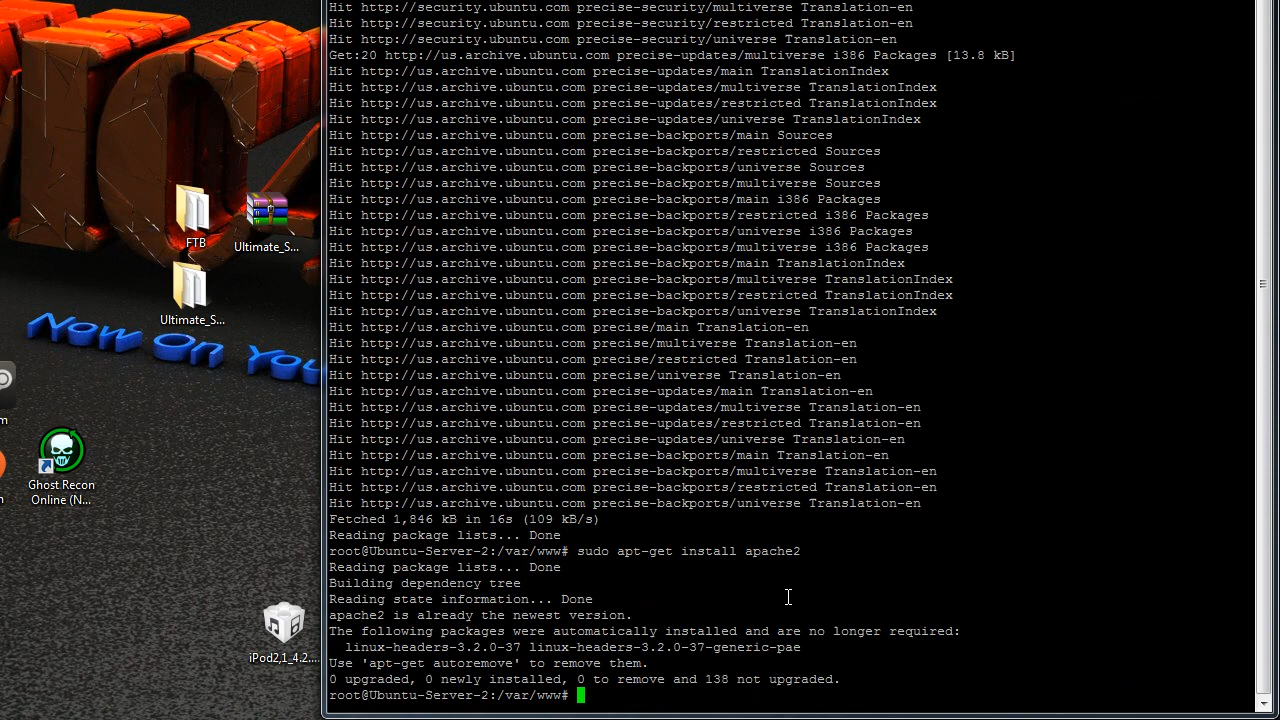 Hit http://security.ubuntu.com precise-security/multiverse Translation-en
Hit http://security.ubuntu.com precise-security/restricted Translation-en
Hit http://security.ubuntu.com precise-security/universe Translation-en
Get:20 http://us.archive.ubuntu.com precise-updates/multiverse i386 Packages [13.8 kB]
Hit http://us.archive.ubuntu.com precise-updates/main TranslationIndex
Hit http://us.archive.ubuntu.com precise-updates/multiverse TranslationIndex
Hit http://us.archive.ubuntu.com precise-updates/restricted TranslationIndex
Hit http://us.archive.ubuntu.com precise-updates/universe TranslationIndex
Hit http://us.archive.ubuntu.com precise-backports/main Sources
Hit http://us.archive.ubuntu.com precise-backports/restricted Sources
Hit http://us.archive.ubuntu.com precise-backports/universe Sources
Hit http://us.archive.ubuntu.com precise-backports/multiverse Sources
Hit http://us.archive.ubuntu.com precise-backports/main i386 Packages
Hit http://us.archive.ubuntu.com precise-backports/restricted i386 Packages
Hit http://us.archive.ubuntu.com precise-backports/universe i386 Packages
Hit http://us.archive.ubuntu.com precise-backports/multiverse i386 Packages
Hit http://us.archive.ubuntu.com precise-backports/main TranslationIndex
Hit http://us.archive.ubuntu.com precise-backports/multiverse TranslationIndex
Hit http://us.archive.ubuntu.com precise-backports/restricted TranslationIndex
Hit http://us.archive.ubuntu.com precise-backports/universe TranslationIndex
Hit http://us.archive.ubuntu.com precise/main Translation-en
Hit http://us.archive.ubuntu.com precise/multiverse Translation-en
Hit http://us.archive.ubuntu.com precise/restricted Translation-en
Hit http://us.archive.ubuntu.com precise/universe Translation-en
Hit http://us.archive.ubuntu.com precise-updates/main Translation-en
Hit http://us.archive.ubuntu.com precise-updates/multiverse Translation-en
Hit http://us.archive.ubuntu.com precise-updates/restricted Translation-en
Hit http://us.archive.ubuntu.com precise-updates/universe Translation-en
Hit http://us.archive.ubuntu.com precise-backports/main Translation-en
Hit http://us.archive.ubuntu.com precise-backports/multiverse Translation-en
Hit http://us.archive.ubuntu.com precise-backports/restricted Translation-en
Hit http://us.archive.ubuntu.com precise-backports/universe Translation-en
Fetched 1,846 kB in 16s (109 kB/s)
Reading package lists... Done
root@Ubuntu-Server-2:/var/www# sudo apt-get install apache2
Reading package lists... Done
Building dependency tree
Reading state information... Done
apache2 is already the newest version.
The following packages were automatically installed and are no longer required:
linux-headers-3.2.0-37 linux-headers-3.2.0-37-generic-pae
Use 'apt-get autoremove' to remove them.
0 upgraded, 0 newly installed, 0 to remove and 138 not upgraded.
root@Ubuntu-Server-2:/var/www#
FTB
Ultimate_S...
Ultimate_S...
Now On You
Ghost Recon
Online (N...
iPod2,1_4.2....